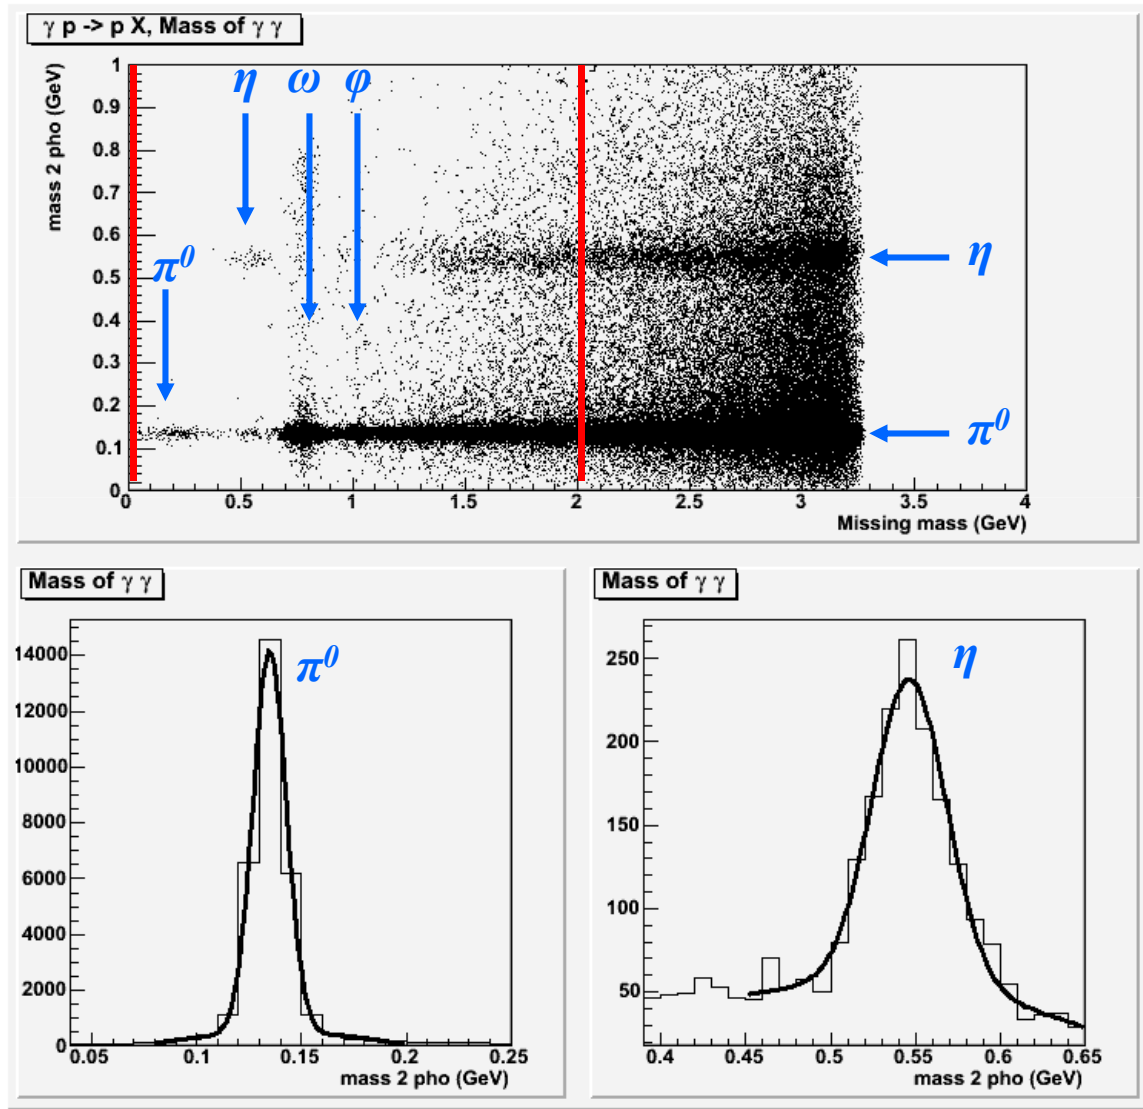 γ p -> p X, Mass of γ γ
mass 2 pho (GeV)
1
0.9
0.8
0.7
0.6
0.5
0.4
0.3
0.2
0.1
0
η ω φ
π⁰
η
π⁰
0 0.5 1 1.5 2 2.5 3 3.5 4
Missing mass (GeV)
Mass of γ γ
14000
12000
10000
8000
6000
4000
2000
0
π⁰
0.05 0.1 0.15 0.2 0.25
mass 2 pho (GeV)
Mass of γ γ
250
200
150
100
50
η
0.4 0.45 0.5 0.55 0.6 0.65
mass 2 pho (GeV)